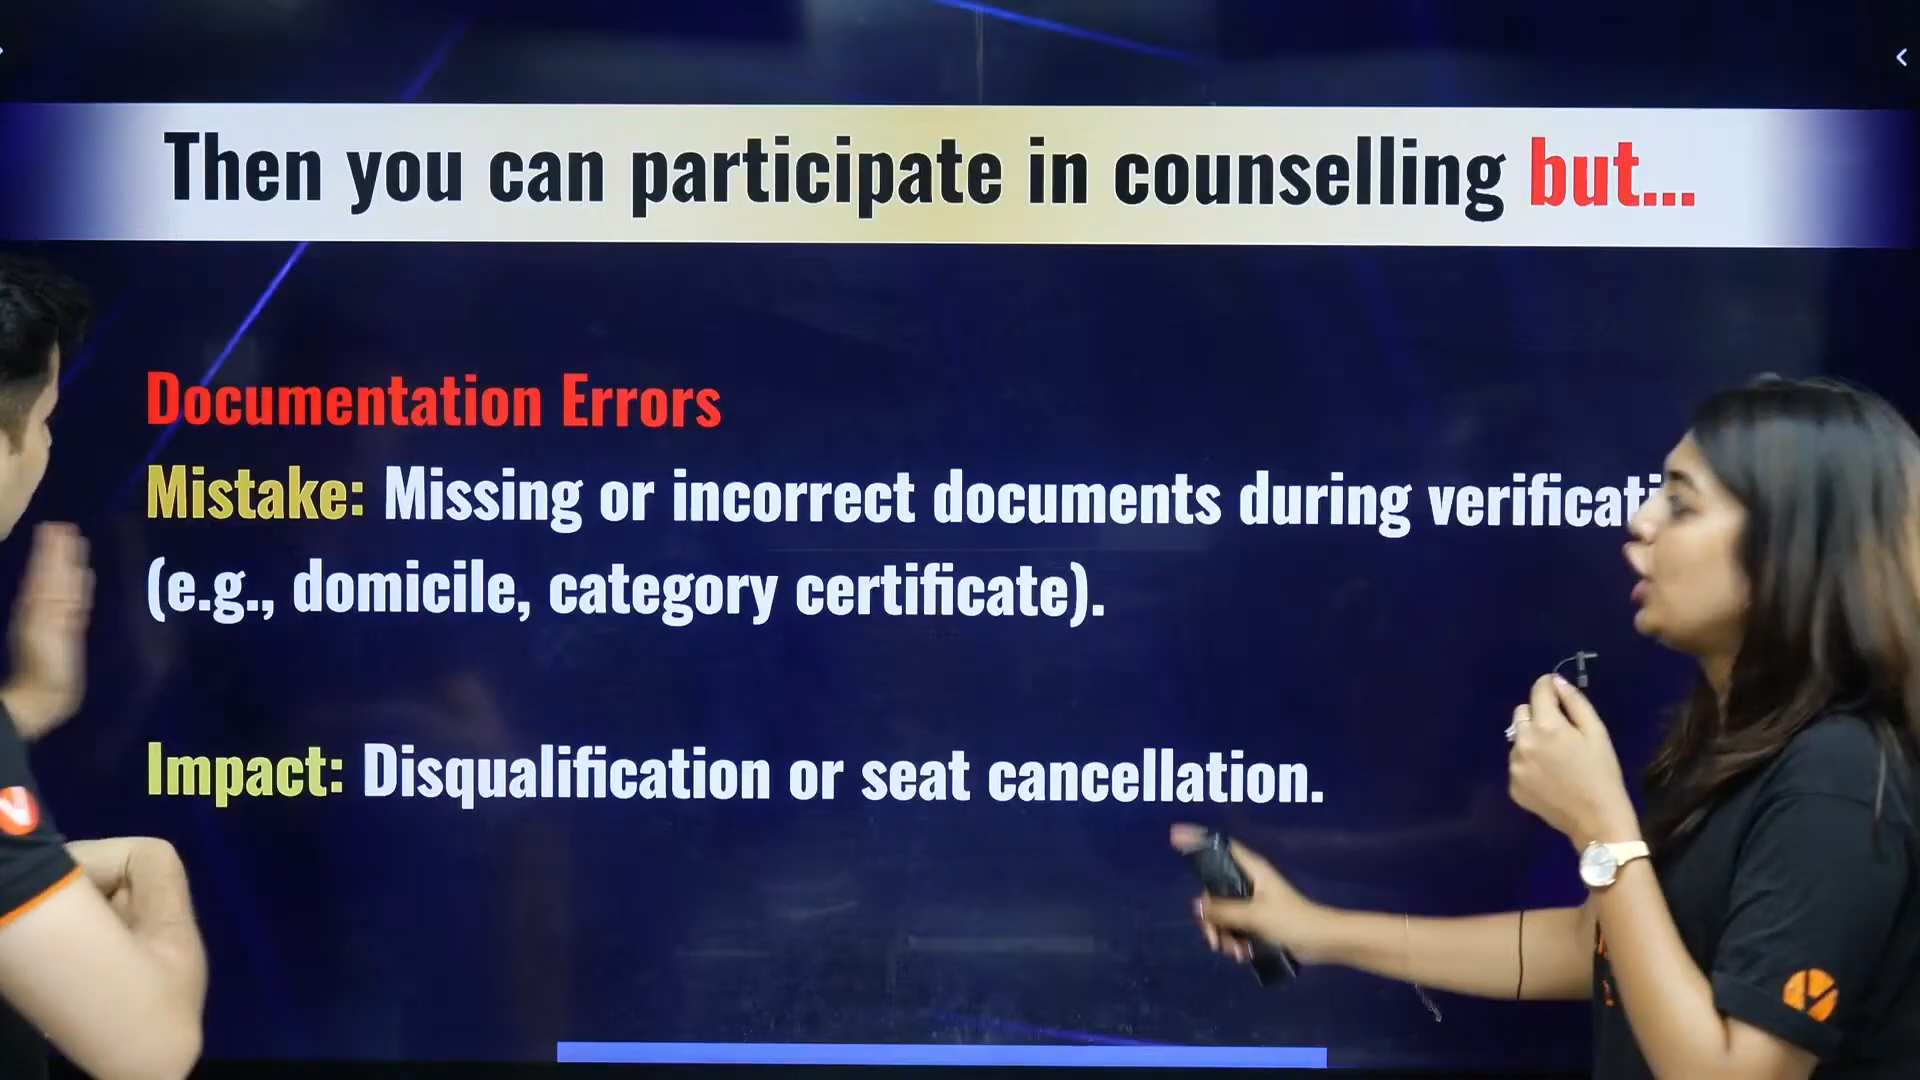 Then you can participate in counselling but...
Documentation Errors
Mistake: Missing or incorrect documents during
(e.g., domicile, category certificate).
Impact: Disqualification or seat cancellation.